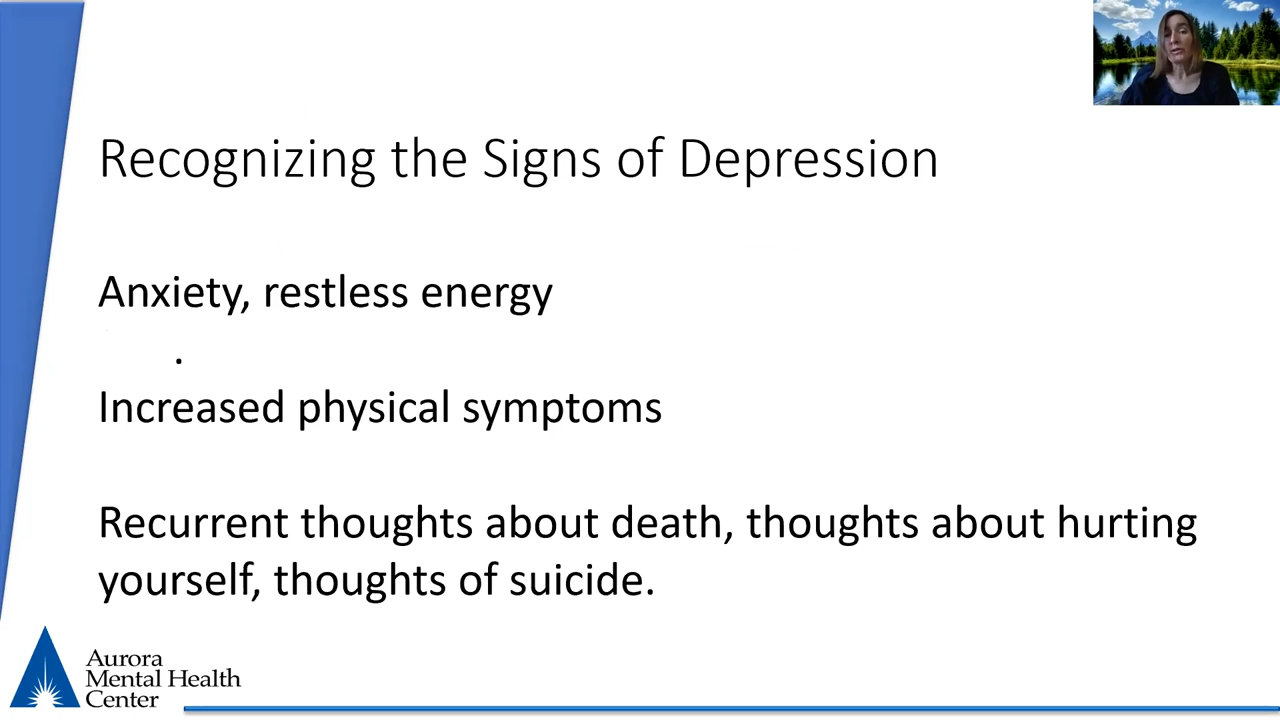 Recognizing the Signs of Depression
Anxiety, restless energy
.
Increased physical symptoms
Recurrent thoughts about death, thoughts about hurting
yourself, thoughts of suicide.
Aurora
Mental Health
Center